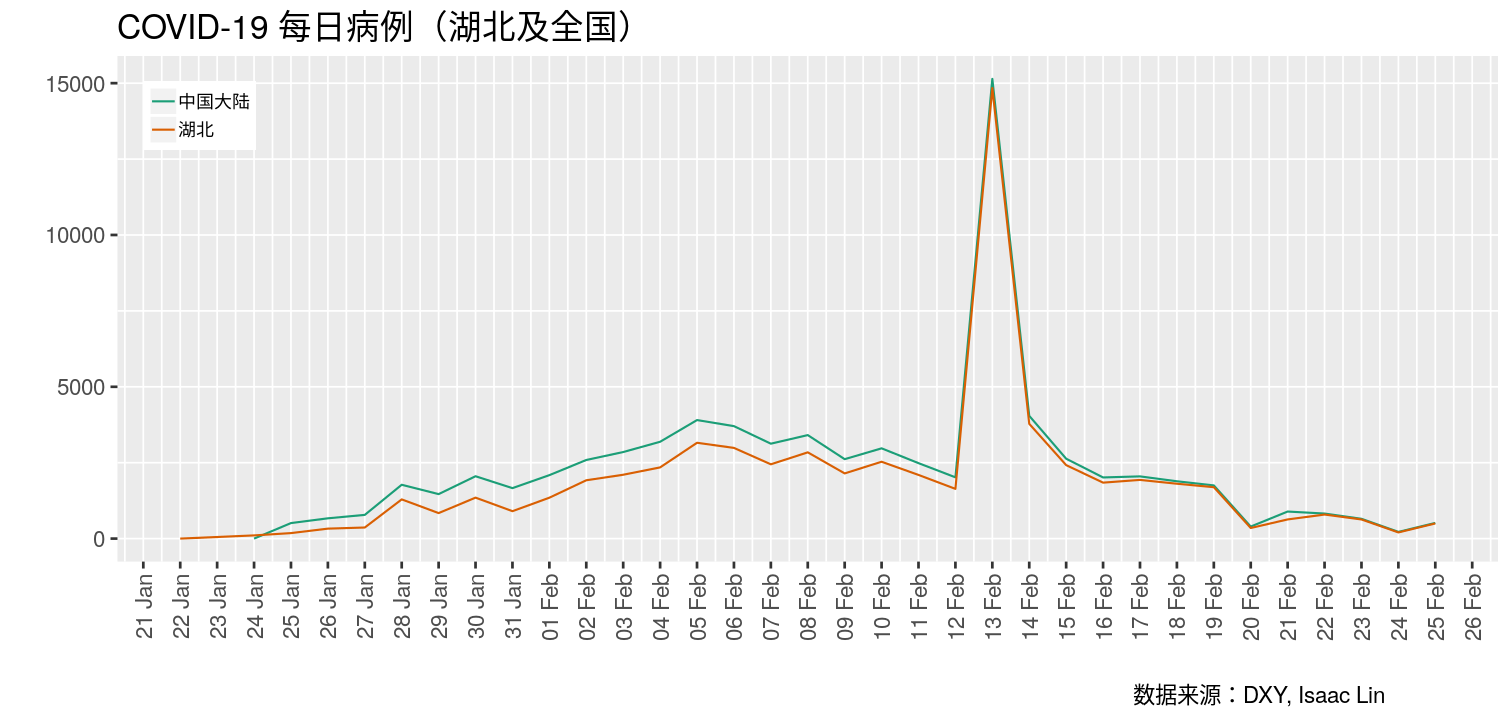 COVID-19 每日病例（湖北及全国）
15000
10000
5000
0
中国大陆
湖北
21 Jan
22 Jan
23 Jan
24 Jan
25 Jan
26 Jan
27 Jan
28 Jan
29 Jan
30 Jan
31 Jan
01 Feb
02 Feb
03 Feb
04 Feb
05 Feb
06 Feb
07 Feb
08 Feb
09 Feb
10 Feb
11 Feb
12 Feb
13 Feb
14 Feb
15 Feb
16 Feb
17 Feb
18 Feb
19 Feb
20 Feb
21 Feb
22 Feb
23 Feb
24 Feb
25 Feb
26 Feb
数据来源：DXY, Isaac Lin